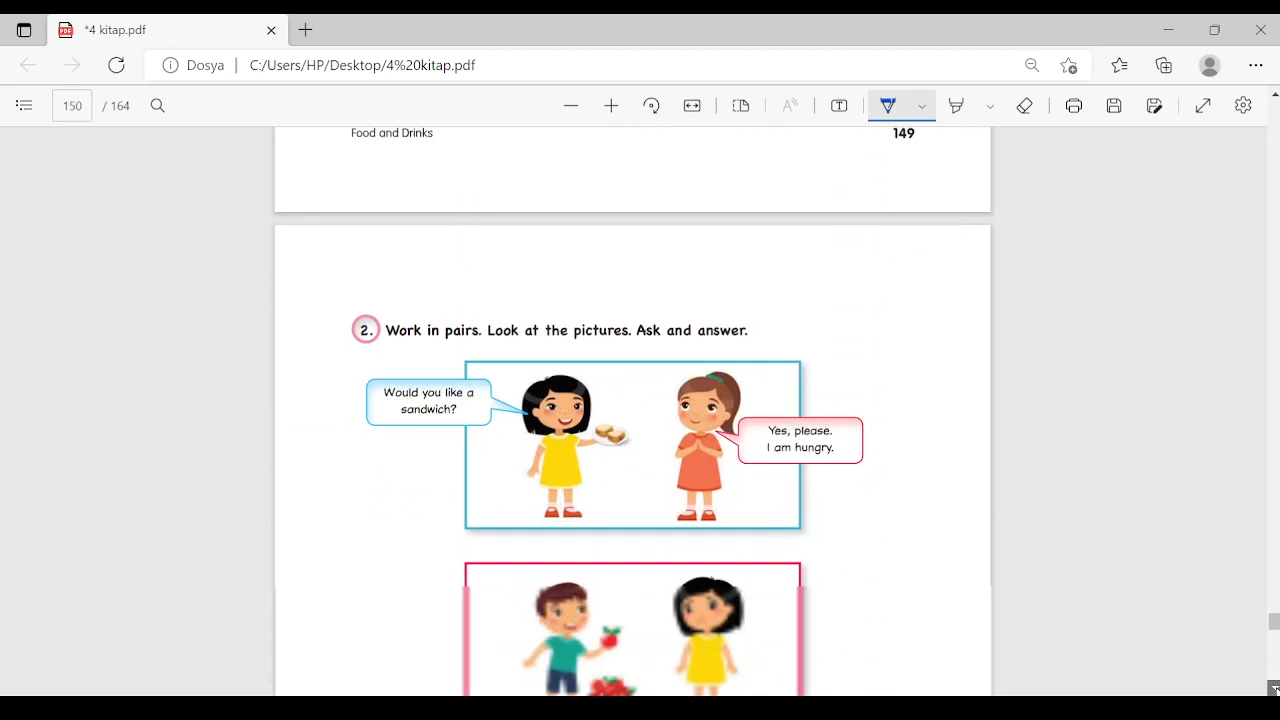 *4 kitap.pdf
Dosya | C:/Users/HP/Desktop/4%20kitap.pdf
150 / 164
Food and Drinks
149
2. Work in pairs. Look at the pictures. Ask and answer.
Would you like a
sandwich?
Yes, please.
I am hungry.